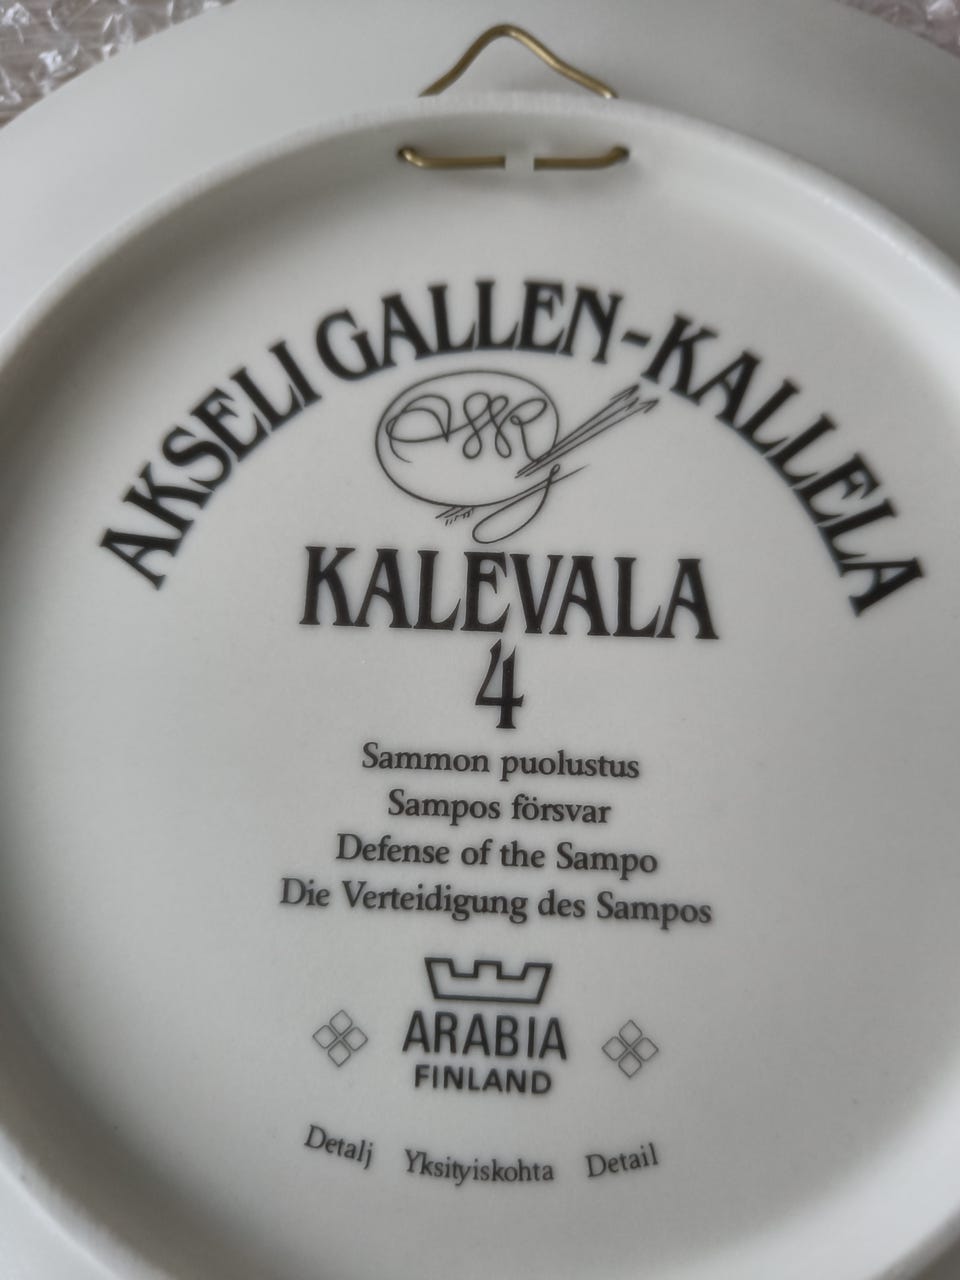 AKSELI GALLEN-KALLELA
KALEVALA
4
Sammon puolustus
Sampos försvar
Defense of the Sampo
Die Verteidigung des Sampos
ARABIA
FINLAND
Detalj Yksityiskohta Detail